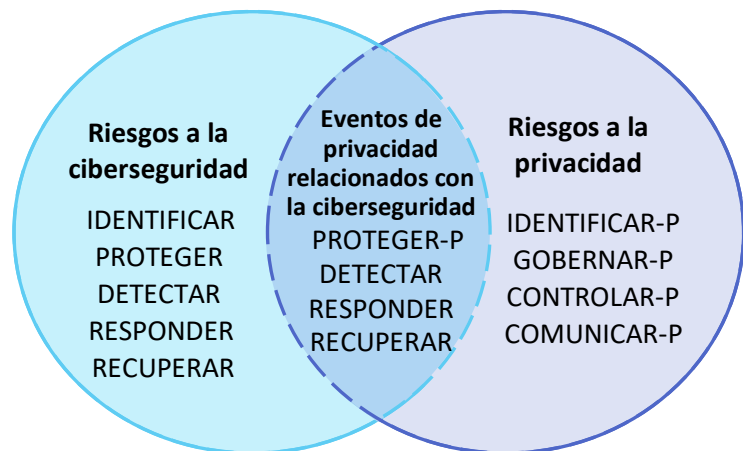 Riesgos a la
ciberseguridad
IDENTIFICAR
PROTEGER
DETECTAR
RESPONDER
RECUPERAR
Eventos de
privacidad
relacionados con
la ciberseguridad
PROTEGER-P
DETECTAR
RESPONDER
RECUPERAR
Riesgos a la
privacidad
IDENTIFICAR-P
GOBERNAR-P
CONTROLAR-P
COMUNICAR-P